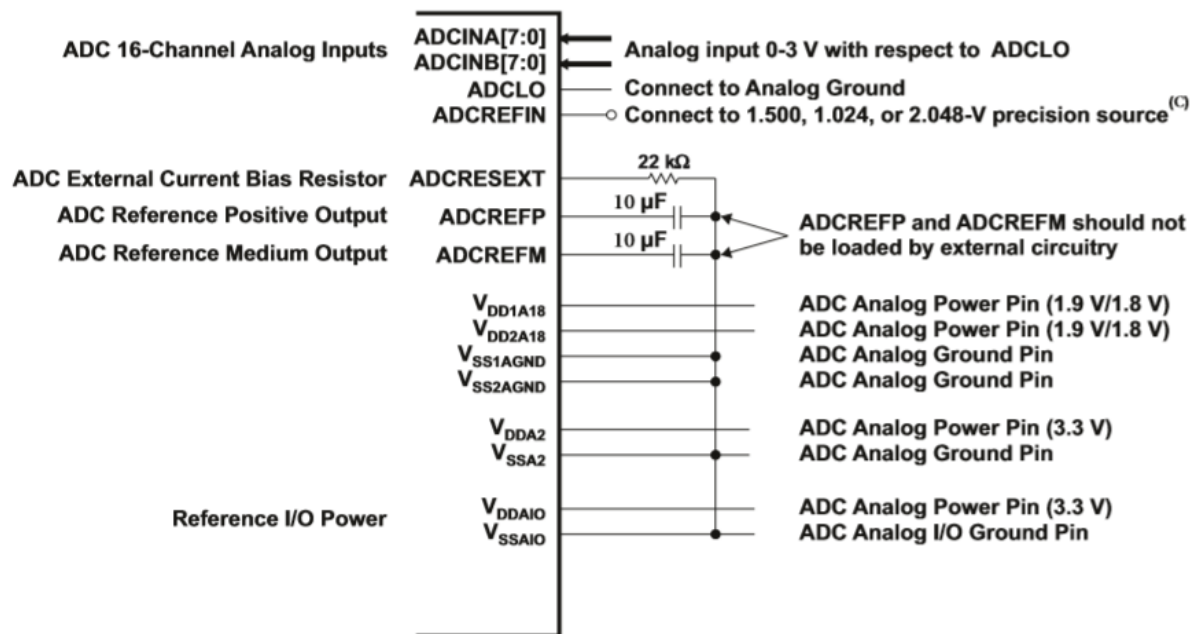 ADC 16-Channel Analog Inputs ADCINA[7:0] Analog input 0-3 V with respect to ADCLO
ADCINB[7:0]
ADCLO Connect to Analog Ground
ADCREFIN Connect to 1.500, 1.024, or 2.048-V precision source(C)
22 kΩ
ADC External Current Bias Resistor ADCRESEXT
10 µF
ADC Reference Positive Output ADCREFP
10 µF
ADC Reference Medium Output ADCREFM
ADCREFP and ADCREFM should not
be loaded by external circuitry
VDD1A18 ADC Analog Power Pin (1.9 V/1.8 V)
VDD2A18 ADC Analog Power Pin (1.9 V/1.8 V)
VSS1AGND ADC Analog Ground Pin
VSS2AGND ADC Analog Ground Pin
VDDA2 ADC Analog Power Pin (3.3 V)
VSSA2 ADC Analog Ground Pin
Reference I/O Power
VDDAIO ADC Analog Power Pin (3.3 V)
VSSAIO ADC Analog I/O Ground Pin